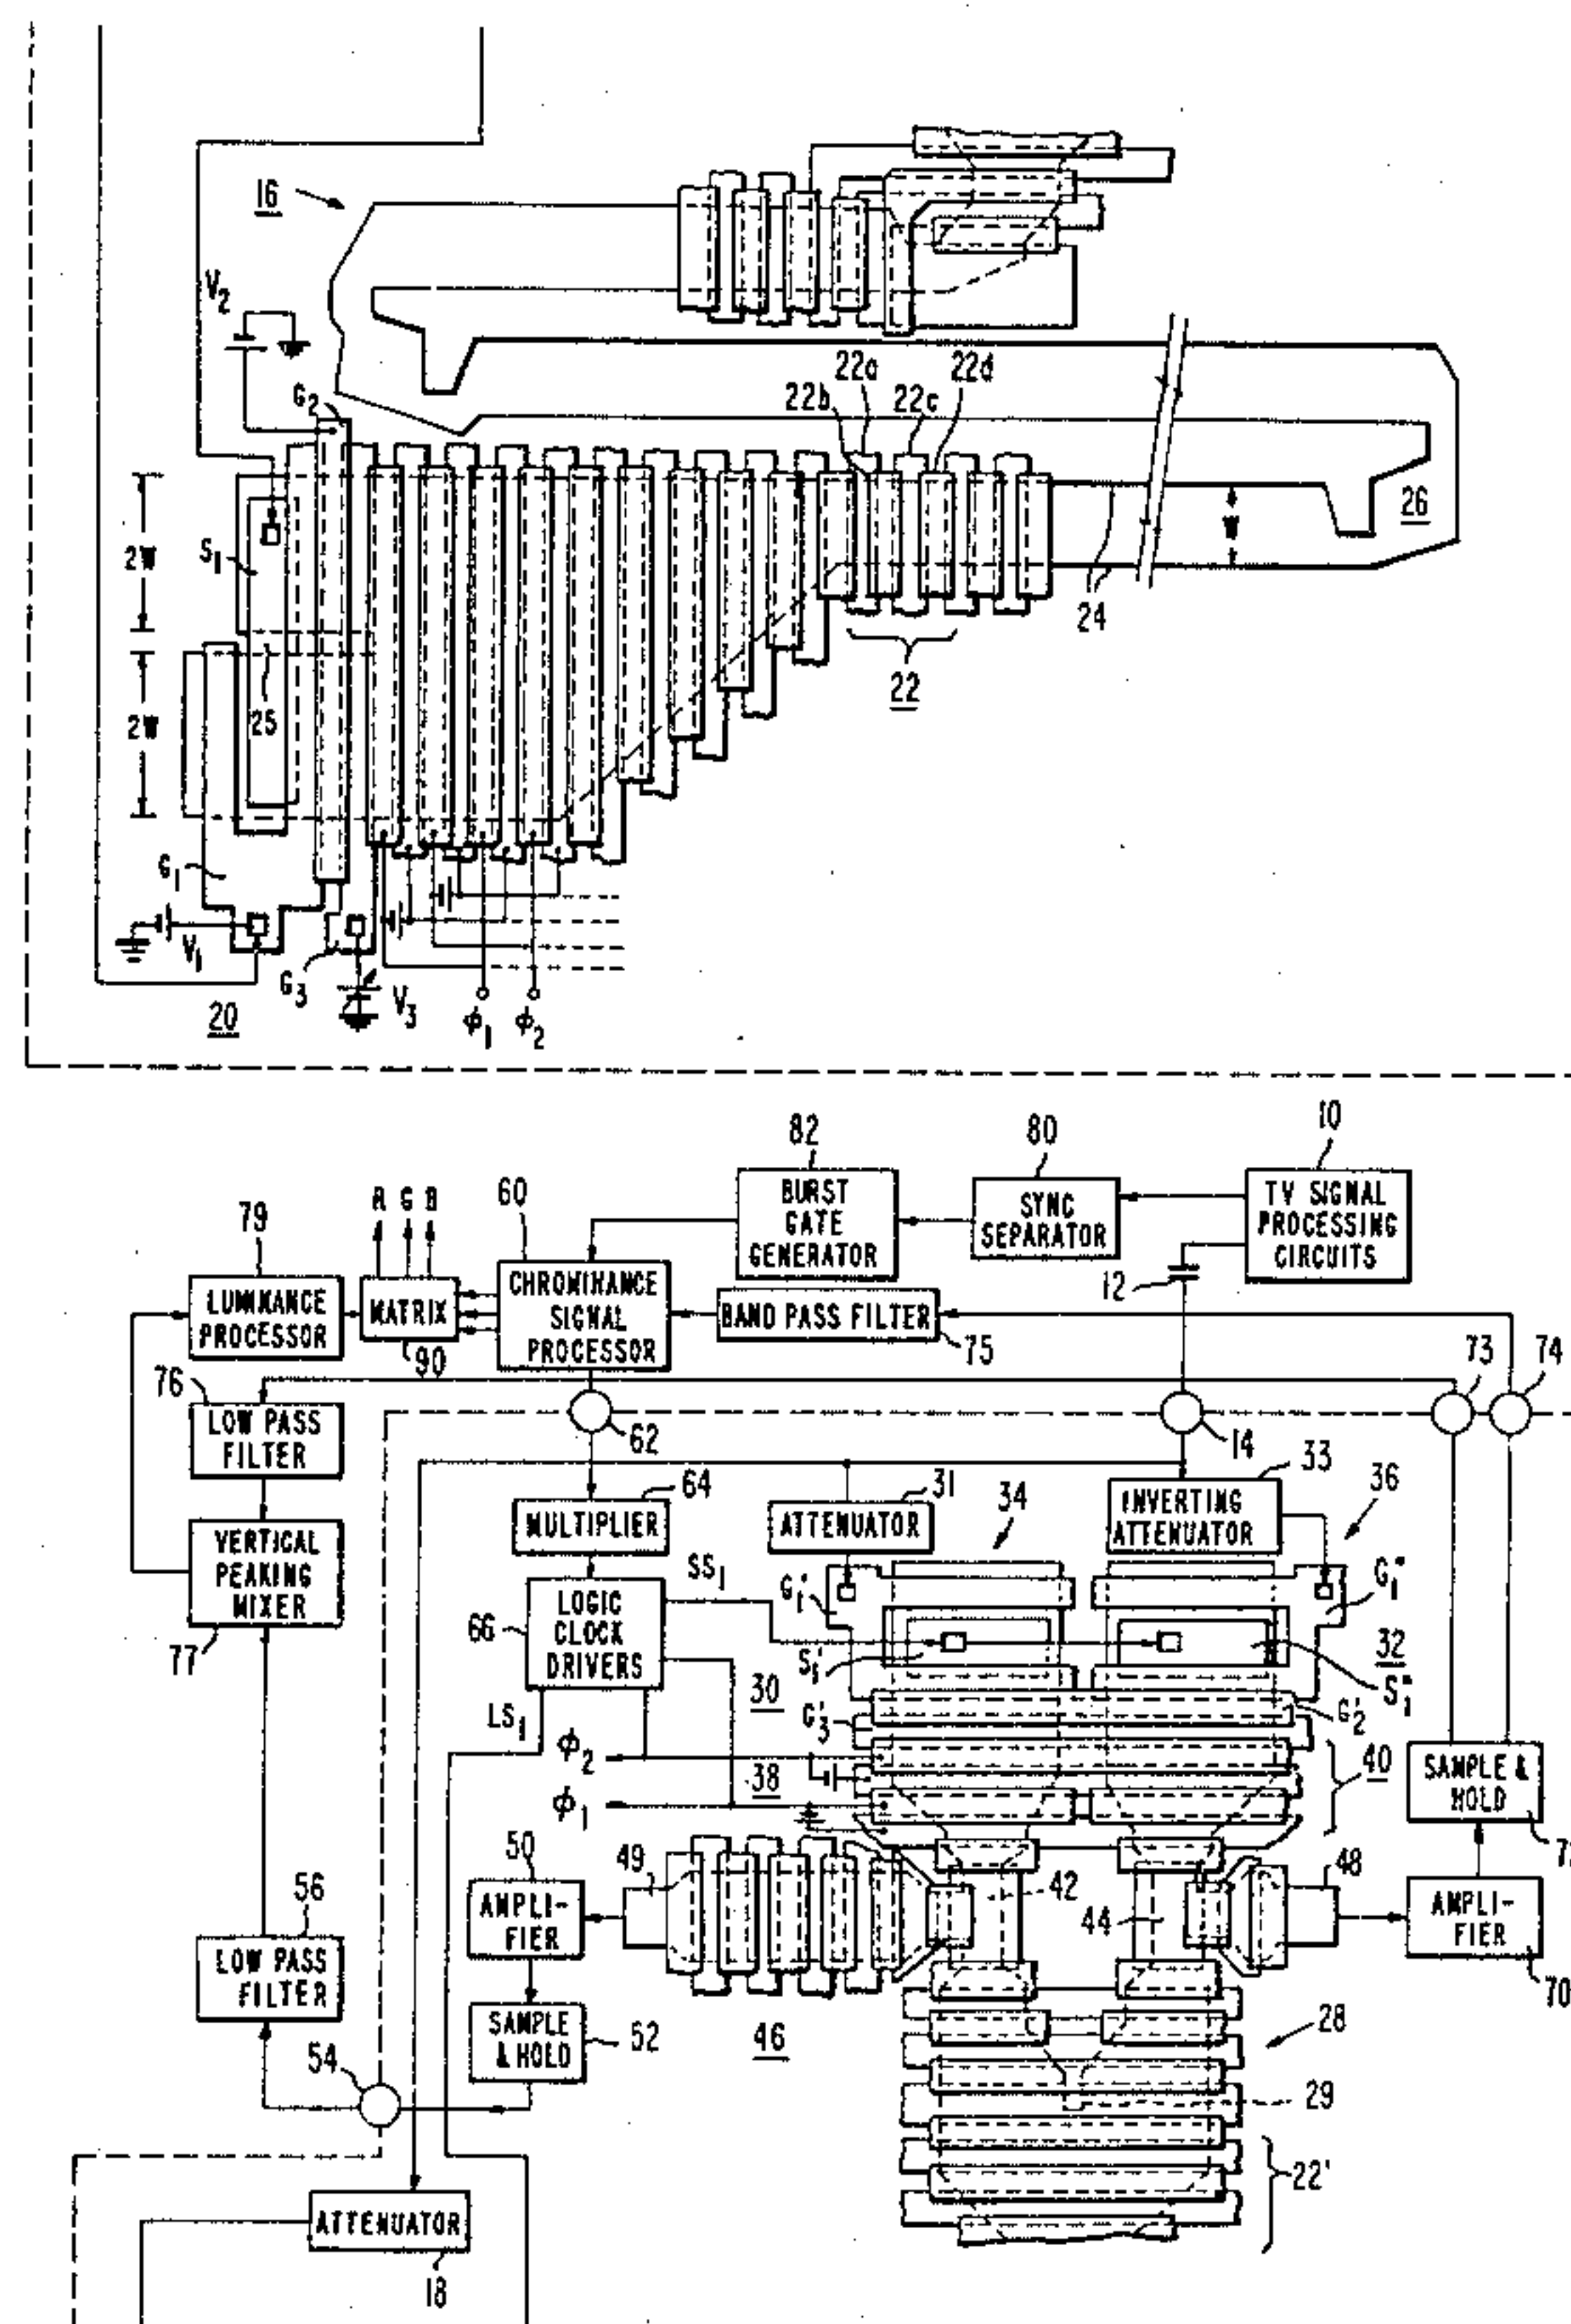 16
V2
G2
22a
22b
22c
22d
26
W
24
22
2W
S1
25
2W
G1
V1
G3
V3
20
ϕ1
ϕ2
82
80
10
BURST GATE GENERATOR
SYNC SEPARATOR
TV SIGNAL PROCESSING CIRCUITS
R G B
60
79
12
LUMINANCE PROCESSOR
MATRIX
CHROMINANCE SIGNAL PROCESSOR
BAND PASS FILTER
90
75
73
74
76
LOW PASS FILTER
62
14
33
64
31
34
36
MULTIPLIER
ATTENUATOR
INVERTING ATTENUATOR
VERTICAL PEAKING MIXER
77
SS1
G1'
G1"
66
LOGIC CLOCK DRIVERS
S1'
32
S1"
30
G3'
G2'
LS1
ϕ2
38
40
SAMPLE & HOLD
ϕ1
50
49
42
48
44
56
AMPLI-FIER
AMPLI-FIER
LOW PASS FILTER
70
SAMPLE & HOLD
52
46
28
54
29
22'
ATTENUATOR
18